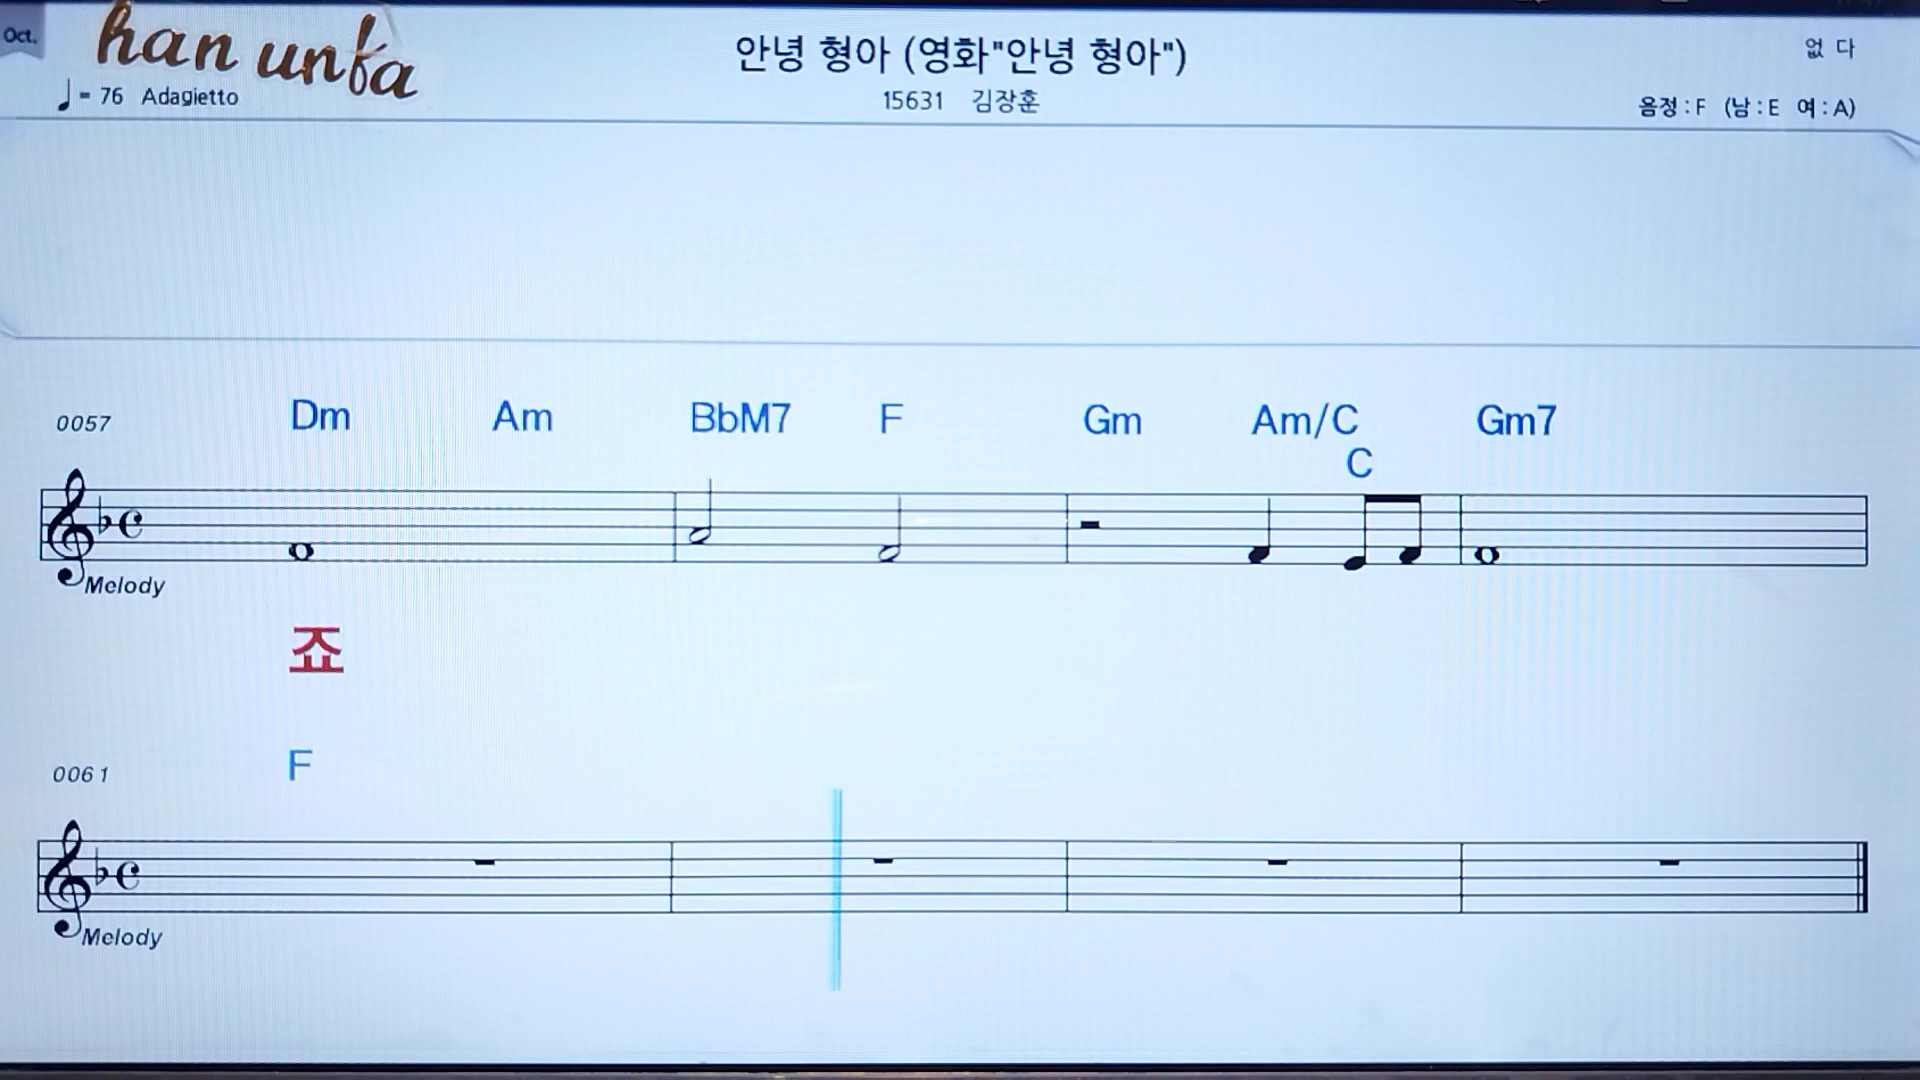 Oct.
han unfa
안녕 형아 (영화"안녕 형아")
없 다
♩= 76 Adagietto
15631 김장훈
음정 : F (남 : E 여 : A)
0057 Dm Am BbM7 F Gm Am/C Gm7
C
Melody
죠
0061 F
Melody